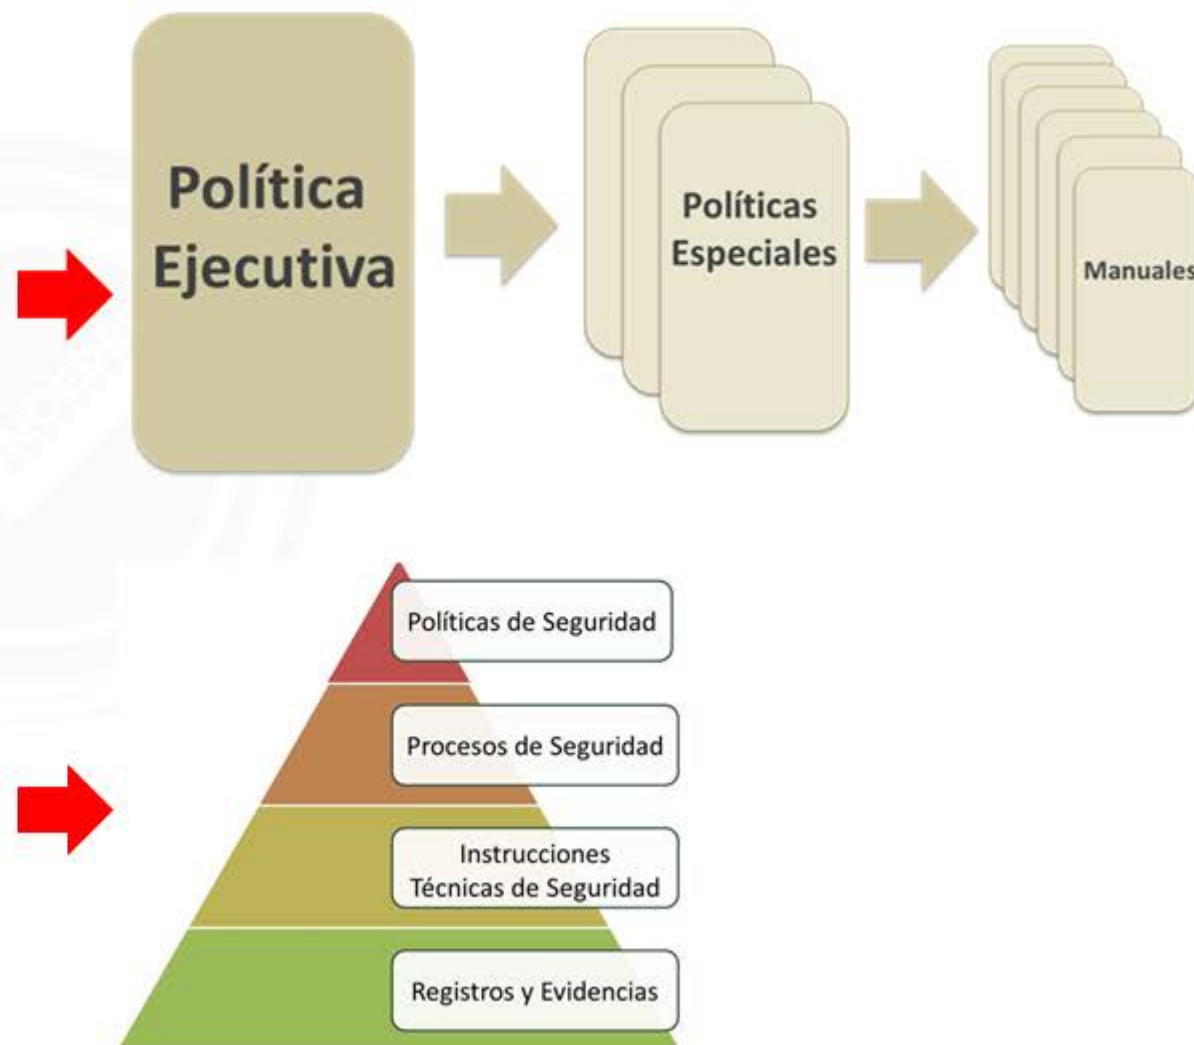 Política
Ejecutiva
Políticas
Especiales
Manuales
Políticas de Seguridad
Procesos de Seguridad
Instrucciones
Técnicas de Seguridad
Registros y Evidencias